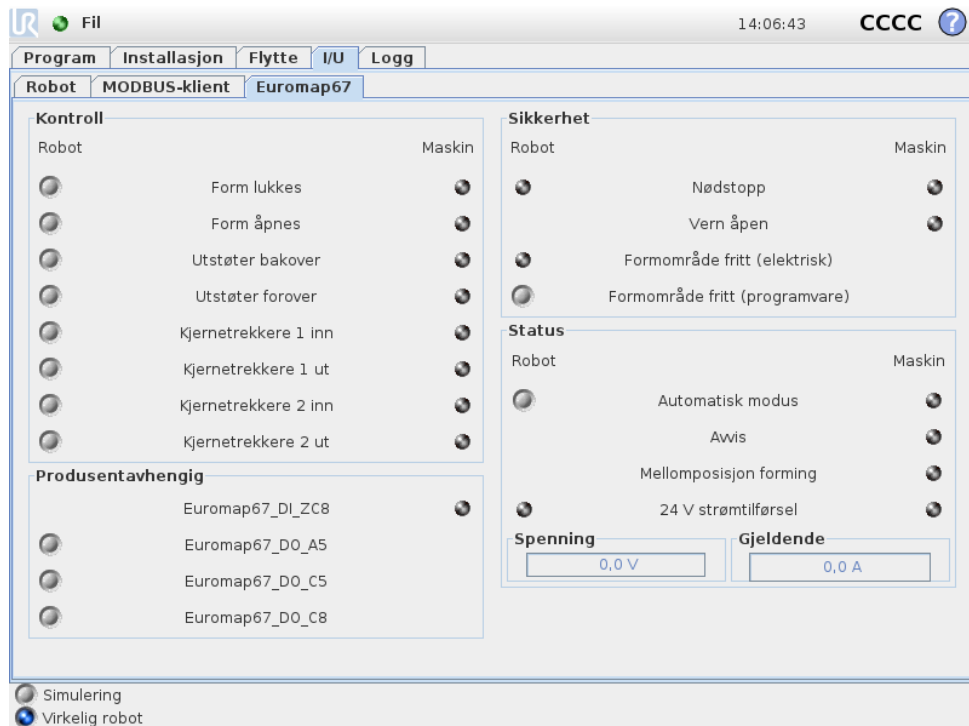 UR Fil 14:06:43 CCCC ?
Program Installasjon Flytte I/U Logg
Robot MODBUS-klient Euromap67
Kontroll
Robot Maskin
Form lukkes
Form åpnes
Utstøter bakover
Utstøter forover
Kjernetrekkere 1 inn
Kjernetrekkere 1 ut
Kjernetrekkere 2 inn
Kjernetrekkere 2 ut
Produsentavhengig
Euromap67_DI_ZC8
Euromap67_DO_A5
Euromap67_DO_C5
Euromap67_DO_C8
Sikkerhet
Robot Maskin
Nødstopp
Vern åpen
Formområde fritt (elektrisk)
Formområde fritt (programvare)
Status
Robot Maskin
Automatisk modus
Avvis
Mellomposisjon forming
24 V strømtilførsel
Spenning Gjeldende
0,0 V 0,0 A
Simulering
Virkelig robot